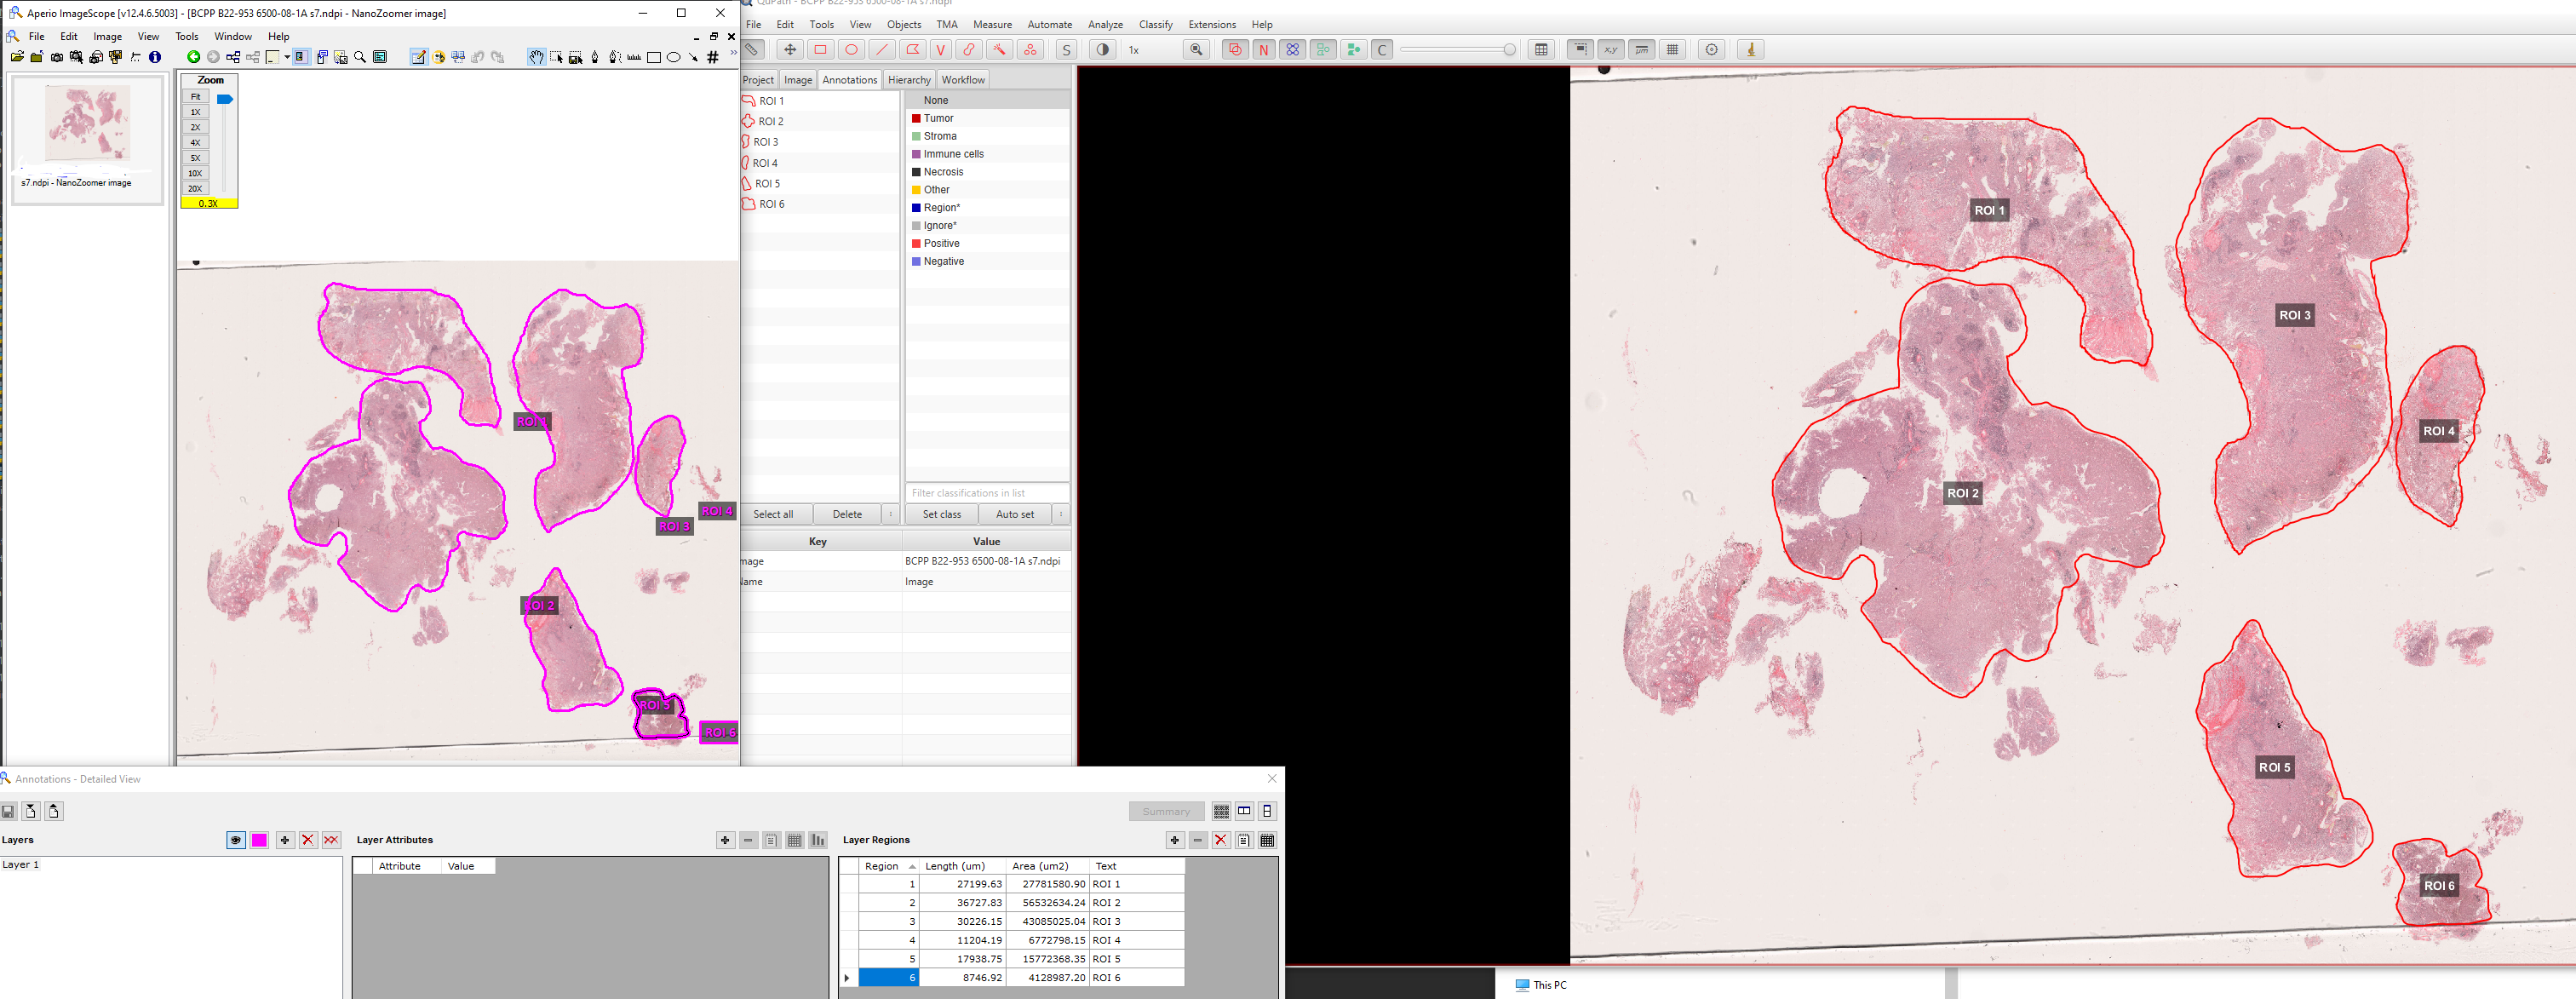 Aperio ImageScope [v12.4.6.5003] - [BCPP B22-953 6500-08-1A s7.ndpi - NanoZoomer image]
File Edit Image View Tools Window Help
s7.ndpi - NanoZoomer image
Zoom
Fit
1X
2X
4X
5X
10X
20X
0.3X
ROI 3
ROI 4
ROI 2
ROI 5
ROI 6
QuPath - BCPP B22-953 6500-08-1A s7.ndpi
File Edit Tools View Objects TMA Measure Automate Analyze Classify Extensions Help
V
S
1x
N
C
x,y
Project Image Annotations Hierarchy Workflow
ROI 1
ROI 2
ROI 3
ROI 4
ROI 5
ROI 6
None
Tumor
Stroma
Immune cells
Necrosis
Other
Region*
Ignore*
Positive
Negative
Filter classifications in list
Select all Delete
Set class Auto set
Key Value
mage BCPP B22-953 6500-08-1A s7.ndpi
Name Image
ROI 1
ROI 3
ROI 4
ROI 2
ROI 5
ROI 6
Annotations - Detailed View
Summary
Layers
Layer 1
Layer Attributes
Attribute Value
Layer Regions
Region Length (um) Area (um2) Text
1 27199.63 27781580.90 ROI 1
2 36727.83 56532634.24 ROI 2
3 30226.15 43085025.04 ROI 3
4 11204.19 6772798.15 ROI 4
5 17938.75 15772368.35 ROI 5
6 8746.92 4128987.20 ROI 6
This PC